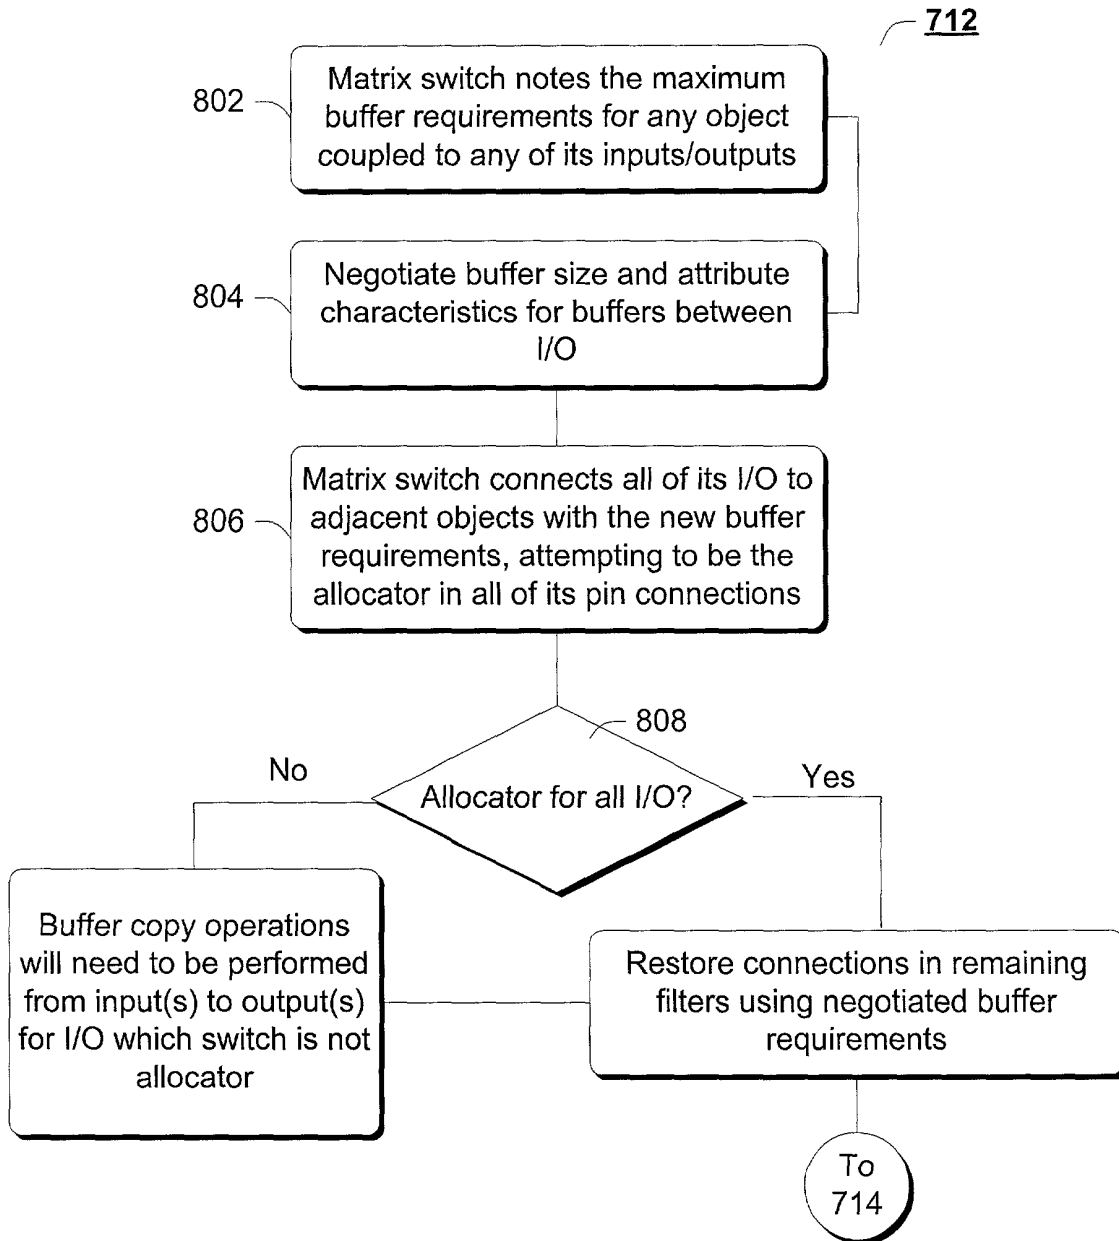 712
802
Matrix switch notes the maximum
buffer requirements for any object
coupled to any of its inputs/outputs
804
Negotiate buffer size and attribute
characteristics for buffers between
I/O
806
Matrix switch connects all of its I/O to
adjacent objects with the new buffer
requirements, attempting to be the
allocator in all of its pin connections
808
Allocator for all I/O?
No
Yes
Buffer copy operations
will need to be performed
from input(s) to output(s)
for I/O which switch is not
allocator
Restore connections in remaining
filters using negotiated buffer
requirements
To
714